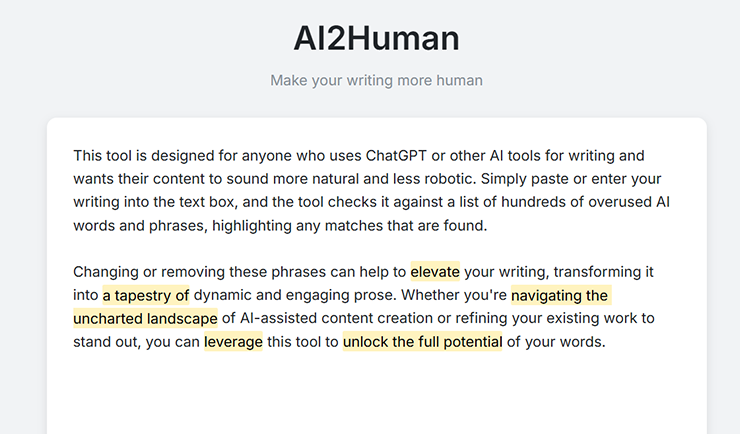 AI2Human
Make your writing more human
This tool is designed for anyone who uses ChatGPT or other AI tools for writing and
wants their content to sound more natural and less robotic. Simply paste or enter your
writing into the text box, and the tool checks it against a list of hundreds of overused AI
words and phrases, highlighting any matches that are found.
Changing or removing these phrases can help to elevate your writing, transforming it
into a tapestry of dynamic and engaging prose. Whether you're navigating the
uncharted landscape of AI-assisted content creation or refining your existing work to
stand out, you can leverage this tool to unlock the full potential of your words.